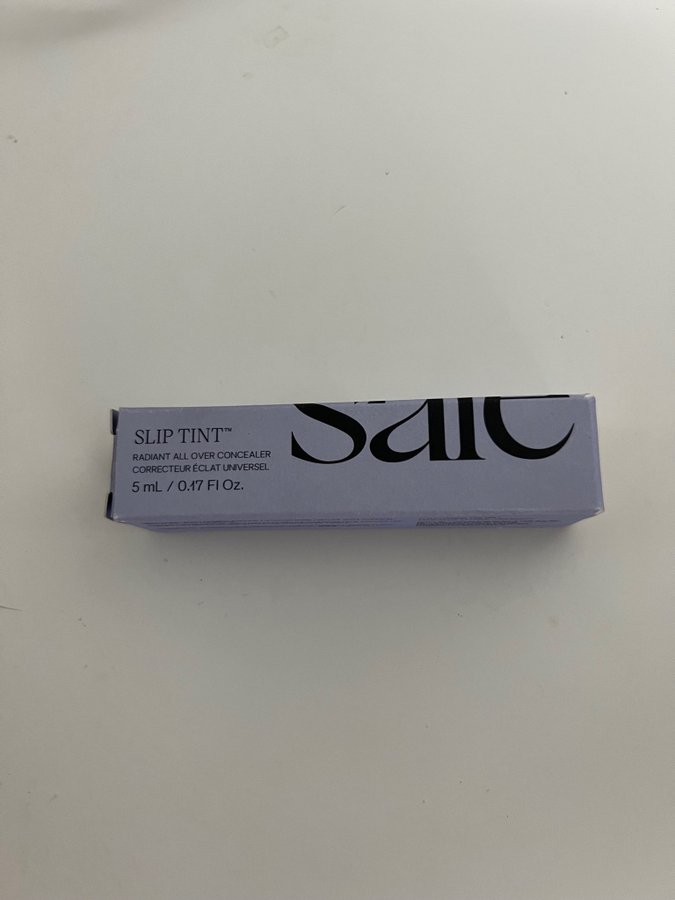 SLIP TINT™
RADIANT ALL OVER CONCEALER
CORRECTEUR ÉCLAT UNIVERSEL
5 mL / 0.17 Fl Oz.
saie